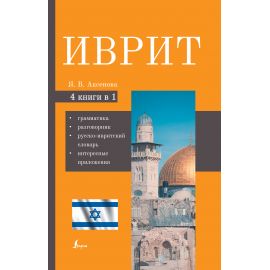 ИВРИТ
Я. В. Аксенова
4 книги в 1
• грамматика
• разговорник
• русско-ивритский
словарь
• интересные
приложения